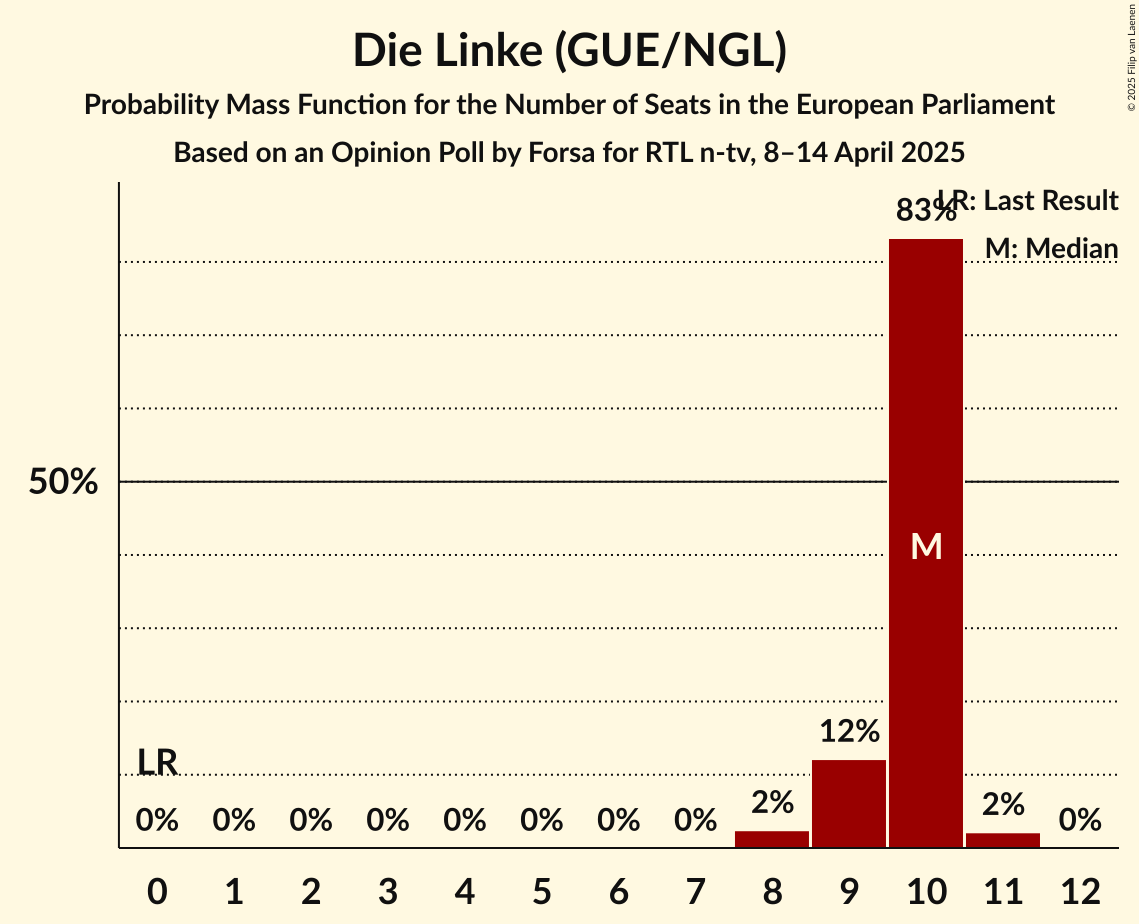 Die Linke (GUE/NGL)
Probability Mass Function for the Number of Seats in the European Parliament
Based on an Opinion Poll by Forsa for RTL n-tv, 8–14 April 2025
© 2025 Filip van Laenen
LR: Last Result
M: Median
83%
50%
M
12%
LR
0% 0% 0% 0% 0% 0% 0% 0% 2% 2% 0%
0 1 2 3 4 5 6 7 8 9 10 11 12